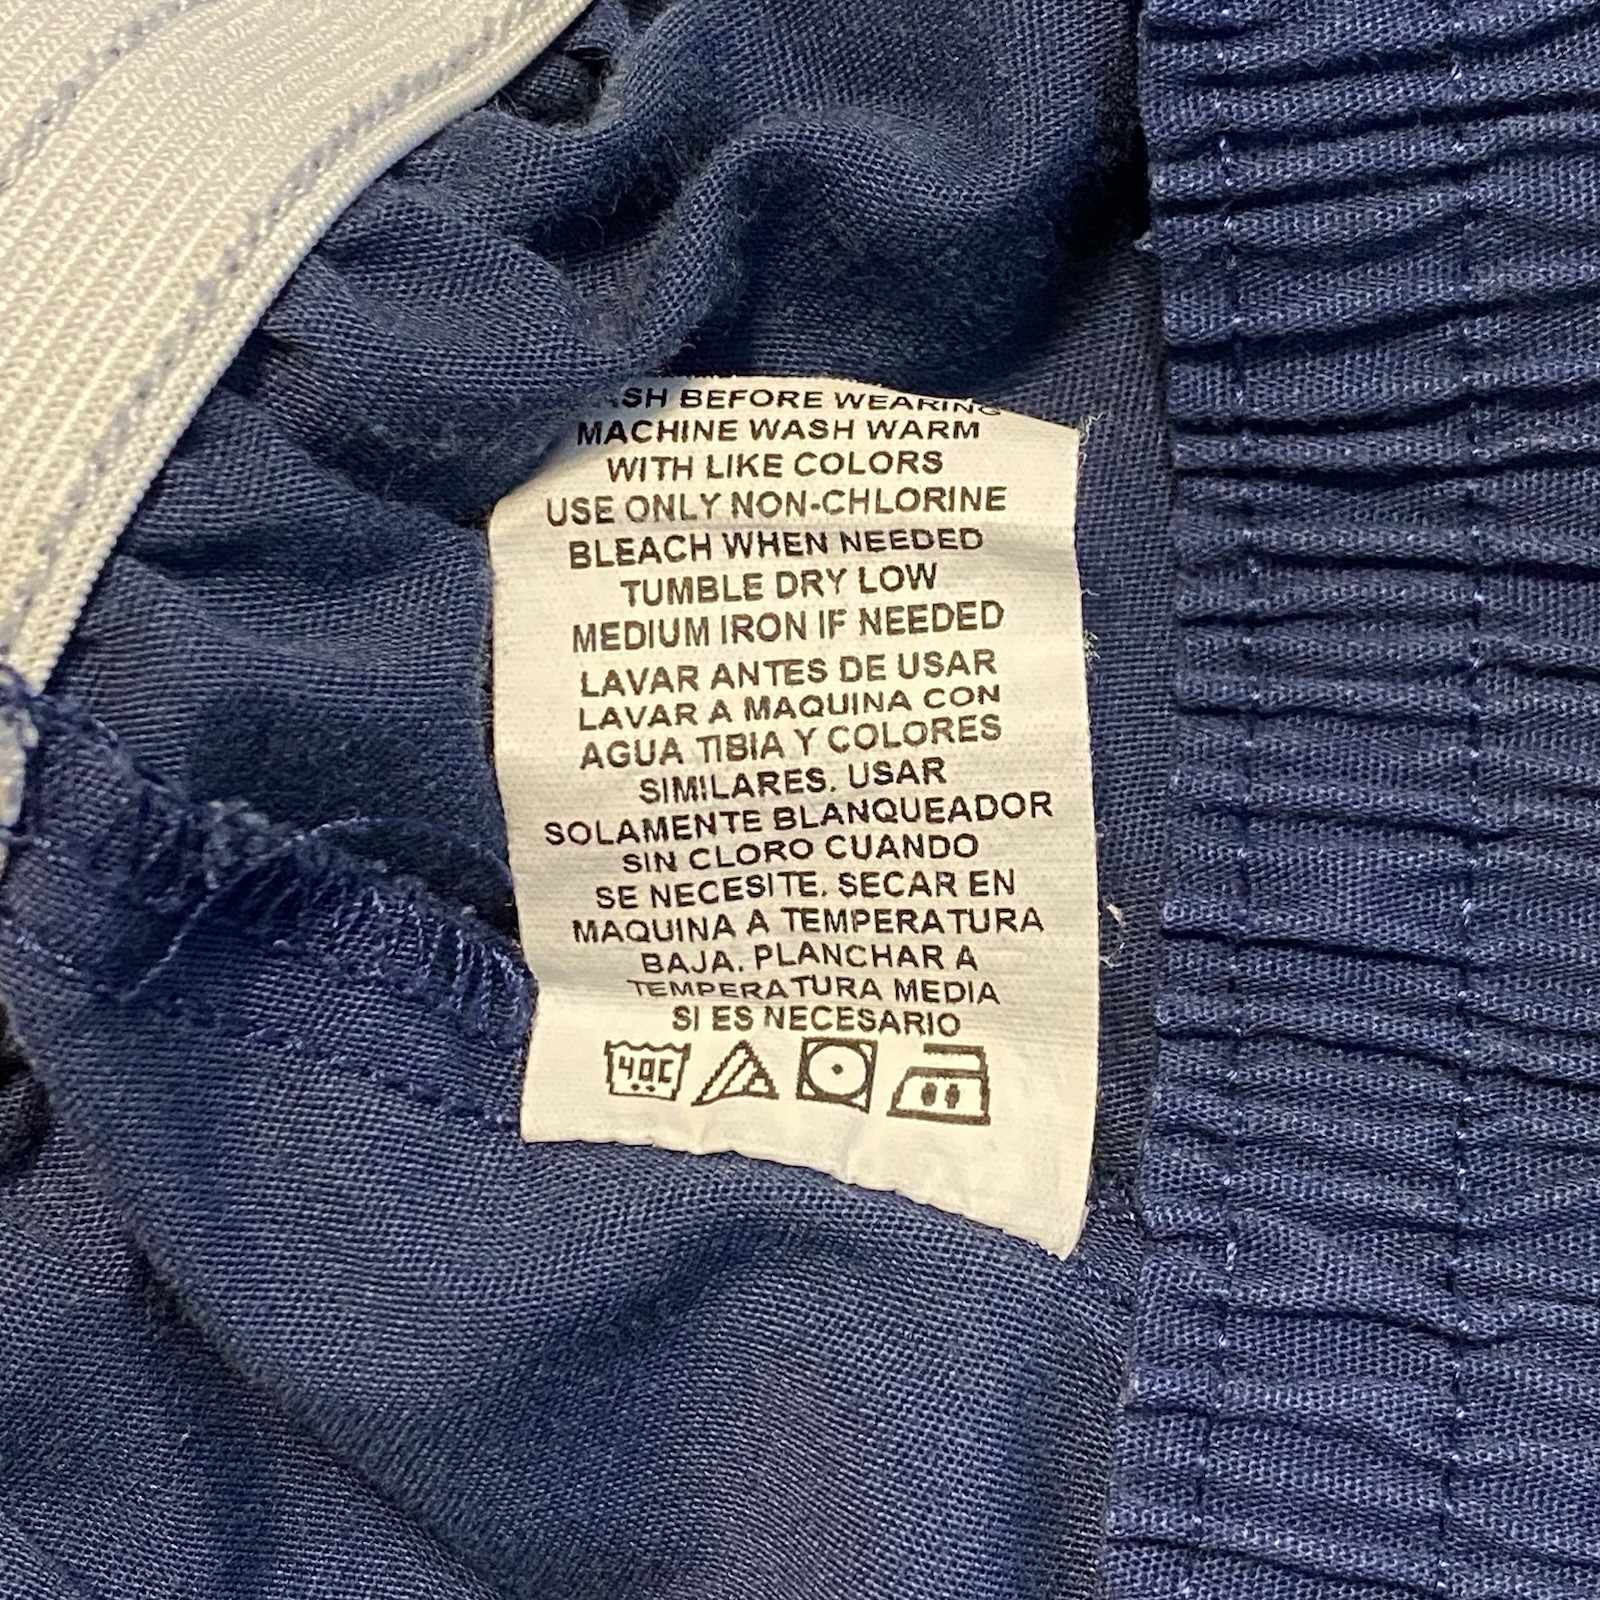 WASH BEFORE WEARING
MACHINE WASH WARM
WITH LIKE COLORS
USE ONLY NON-CHLORINE
BLEACH WHEN NEEDED
TUMBLE DRY LOW
MEDIUM IRON IF NEEDED
LAVAR ANTES DE USAR
LAVAR A MAQUINA CON
AGUA TIBIA Y COLORES
SIMILARES. USAR
SOLAMENTE BLANQUEADOR
SIN CLORO CUANDO
SE NECESITE. SECAR EN
MAQUINA A TEMPERATURA
BAJA. PLANCHAR A
TEMPERATURA MEDIA
SI ES NECESARIO
40C